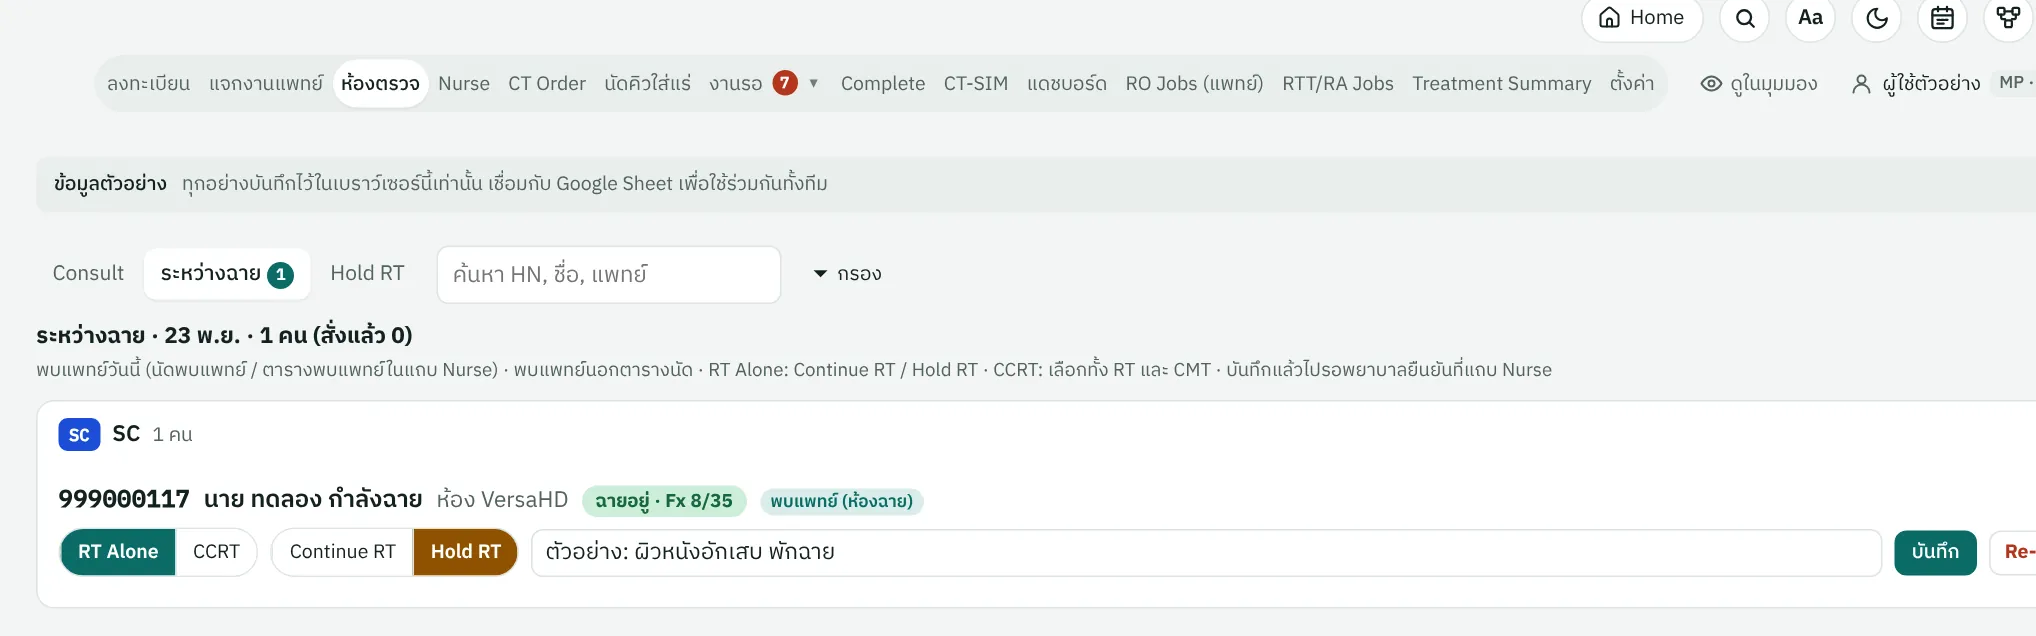 Home Aa
ลงทะเบียน แจกงานแพทย์ ห้องตรวจ Nurse CT Order นัดคิวใส่แร่ งานรอ 7 ▼ Complete CT-SIM แดชบอร์ด RO Jobs (แพทย์) RTT/RA Jobs Treatment Summary ตั้งค่า ดูในมุมมอง ผู้ใช้ตัวอย่าง MP ·
ข้อมูลตัวอย่าง ทุกอย่างบันทึกไว้ในเบราว์เซอร์นี้เท่านั้น เชื่อมกับ Google Sheet เพื่อใช้ร่วมกันทั้งทีม
Consult ระหว่างฉาย 1 Hold RT ค้นหา HN, ชื่อ, แพทย์ ▼ กรอง
ระหว่างฉาย · 23 พ.ย. · 1 คน (สั่งแล้ว 0)
พบแพทย์วันนี้ (นัดพบแพทย์ / ตารางพบแพทย์ในแถบ Nurse) · พบแพทย์นอกตารางนัด · RT Alone: Continue RT / Hold RT · CCRT: เลือกทั้ง RT และ CMT · บันทึกแล้วไปรอพยาบาลยืนยันที่แถบ Nurse
SC SC 1 คน
999000117 นาย ทดลอง กำลังฉาย ห้อง VersaHD ฉายอยู่ · Fx 8/35 พบแพทย์ (ห้องฉาย)
RT Alone CCRT Continue RT Hold RT ตัวอย่าง: ผิวหนังอักเสบ พักฉาย บันทึก Re-